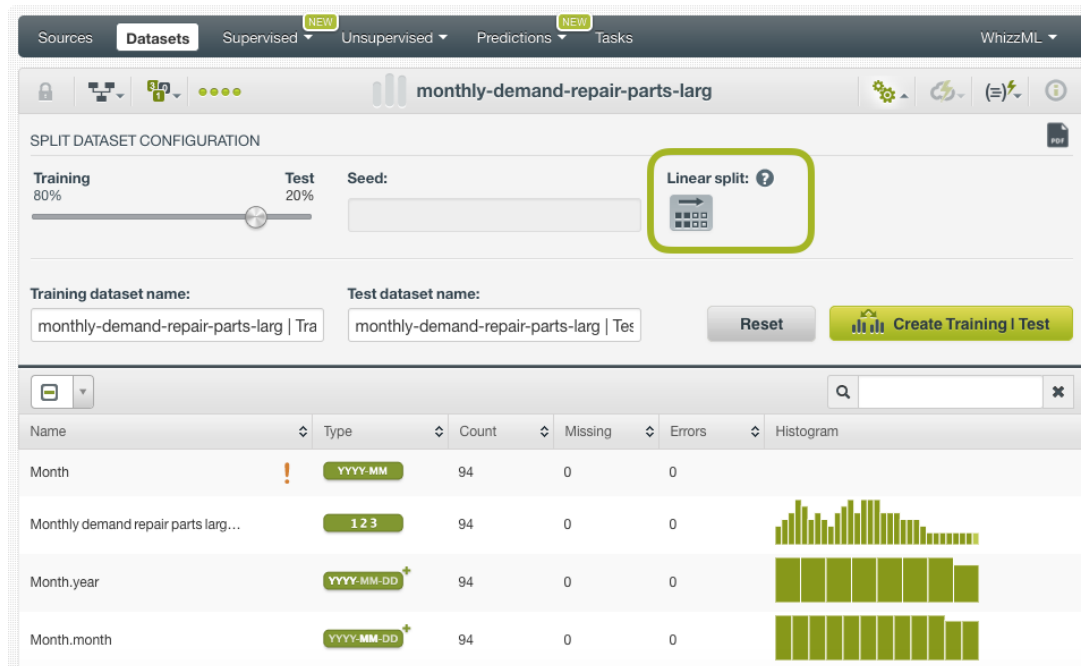 NEW NEW
Sources Datasets Supervised Unsupervised Predictions Tasks WhizzML
monthly-demand-repair-parts-larg
SPLIT DATASET CONFIGURATION
PDF
Training Test Seed: Linear split: ?
80% 20%
Training dataset name: Test dataset name:
monthly-demand-repair-parts-larg | Tra monthly-demand-repair-parts-larg | Tes Reset Create Training | Test
Name Type Count Missing Errors Histogram
Month ! YYYY-MM 94 0 0
Monthly demand repair parts larg... 1 2 3 94 0 0
Month.year YYYY-MM-DD + 94 0 0
Month.month YYYY-MM-DD + 94 0 0